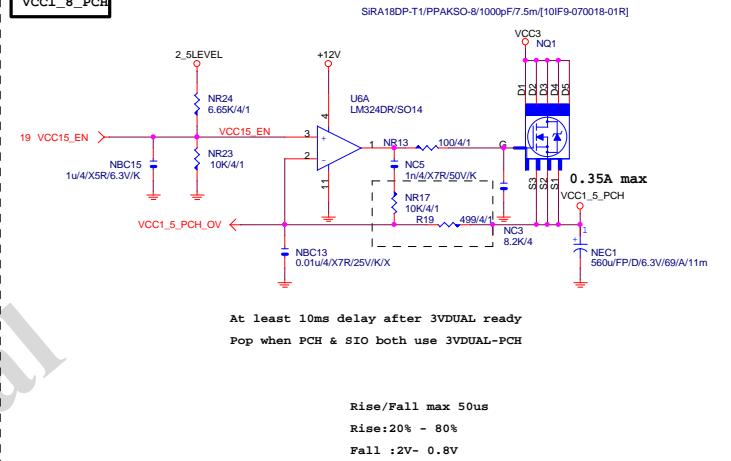 VCC1_8_PCH
SiRA18DP-T1/PPAKSO-8/1000pF/7.5m/[10IF9-070018-01R]
VCC3
NQ1
2_5LEVEL
+12V
D1
D2
D3
D4
D5
NR24
6.65K/4/1
U6A
LM324DR/SO14
4
19 VCC15_EN
VCC15_EN
3
+
2
-
1
11
NR13
100/4/1
G
NBC15
1u/4/X5R/6.3V/K
NR23
10K/4/1
NC5
1n/4/X7R/50V/K
S3
S2
S1
0.35A max
VCC1_5_PCH
NR17
10K/4/1
VCC1_5_PCH_OV
R19
499/4/1
NC3
8.2K/4
1
+
NBC13
0.01u/4/X7R/25V/K/X
NEC1
560u/FP/D/6.3V/69/A/11m
At least 10ms delay after 3VDUAL ready
Pop when PCH & SIO both use 3VDUAL-PCH
Rise/Fall max 50us
Rise:20% - 80%
Fall :2V- 0.8V
al